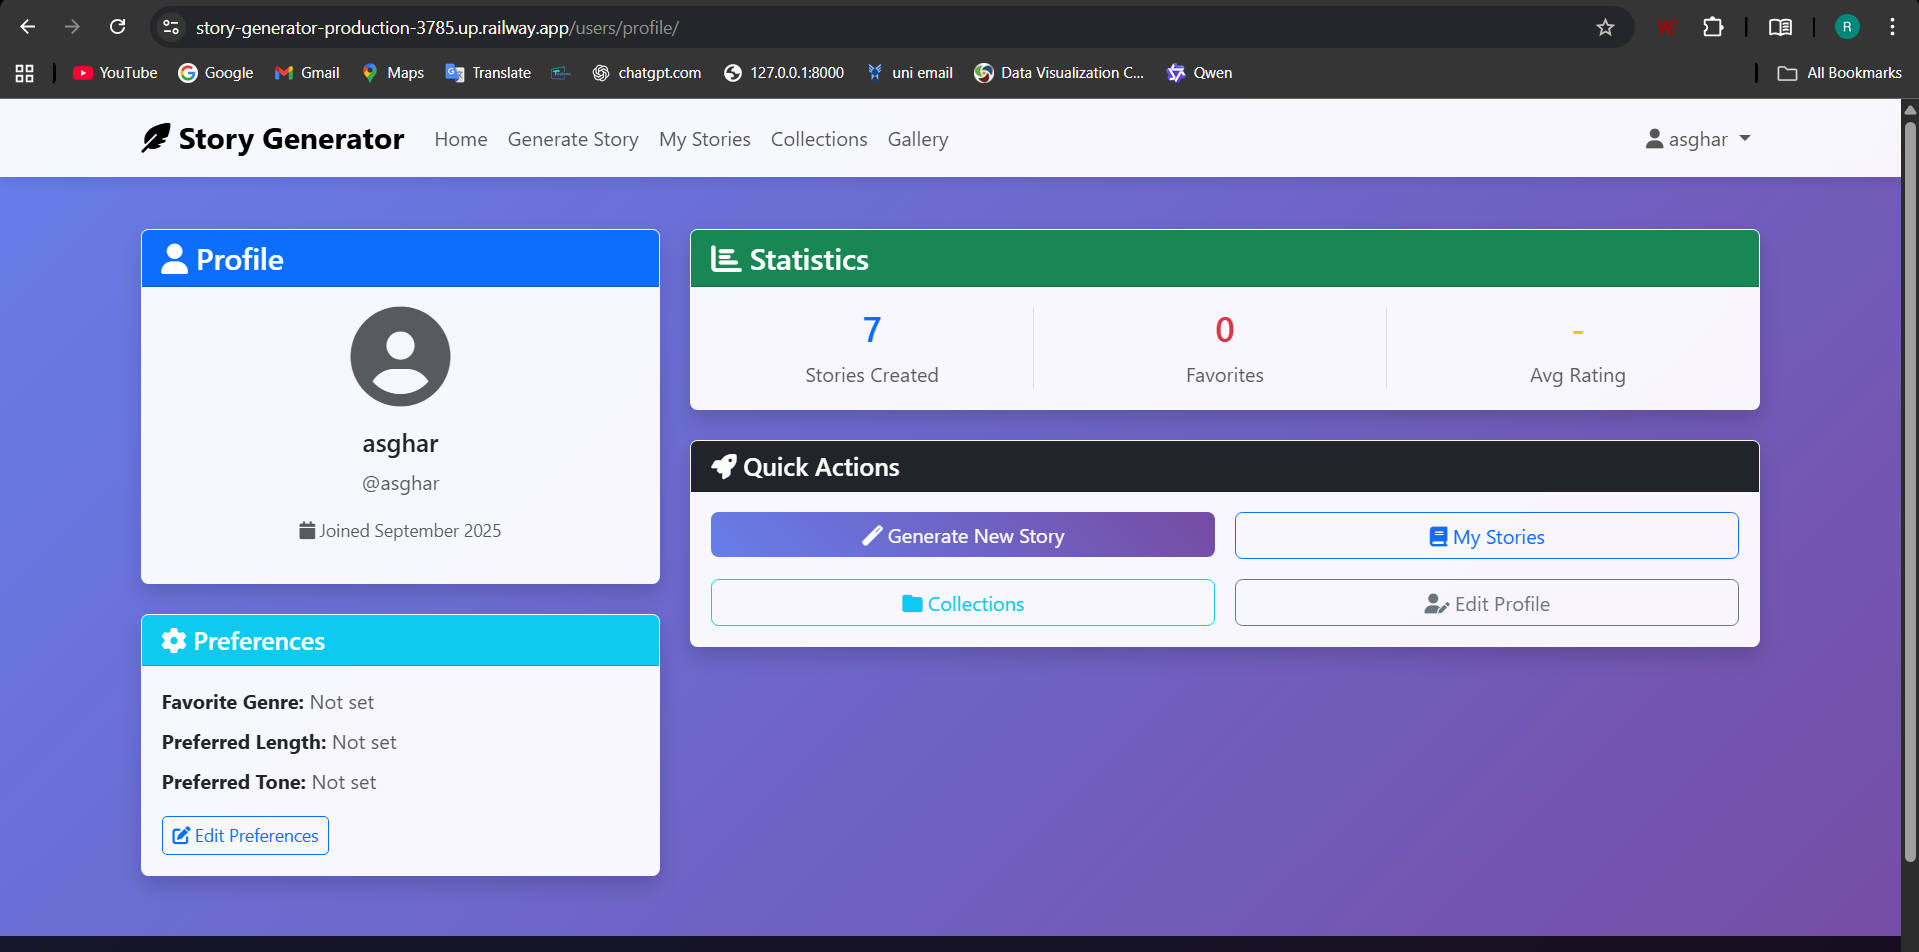 story-generator-production-3785.up.railway.app/users/profile/
R
YouTube Google Gmail Maps Translate chatgpt.com 127.0.0.1:8000 uni email Data Visualization C... Qwen All Bookmarks
Story Generator Home Generate Story My Stories Collections Gallery asghar
Profile
asghar
@asghar
Joined September 2025
Preferences
Favorite Genre: Not set
Preferred Length: Not set
Preferred Tone: Not set
Edit Preferences
Statistics
7 0 -
Stories Created Favorites Avg Rating
Quick Actions
Generate New Story My Stories
Collections Edit Profile